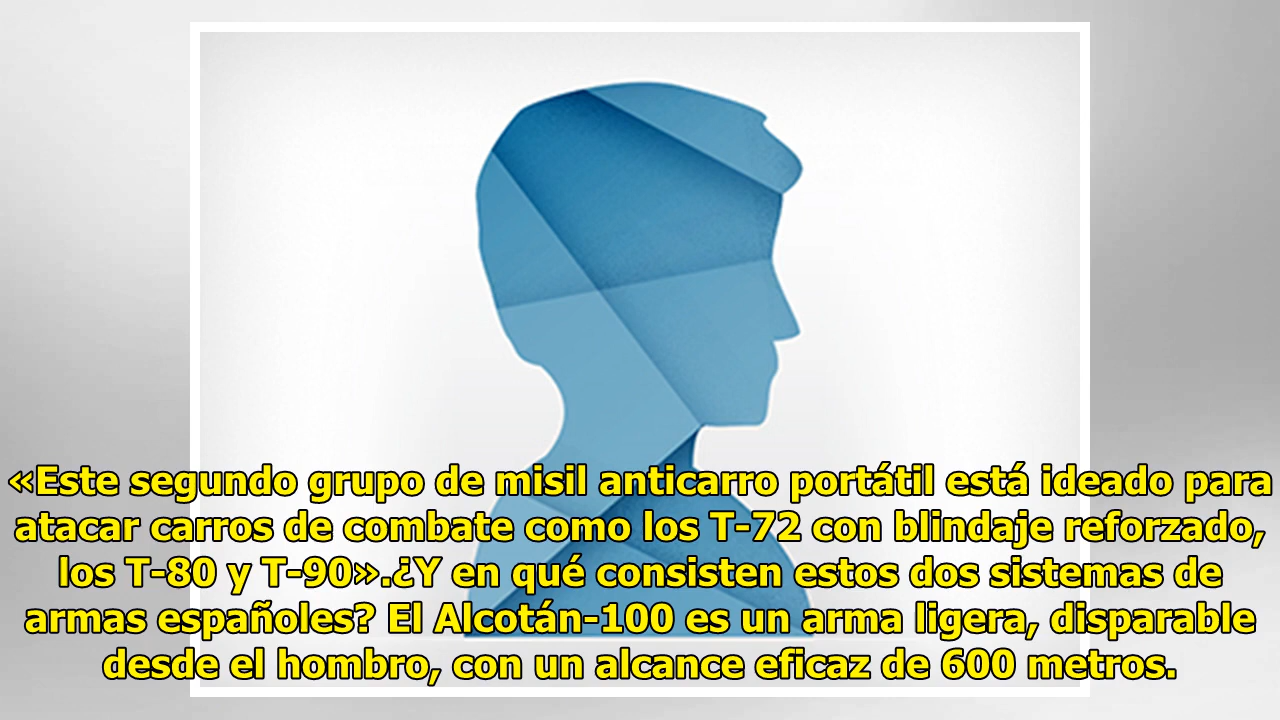 «Este segundo grupo de misil anticarro portátil está ideado para
atacar carros de combate como los T-72 con blindaje reforzado,
los T-80 y T-90».¿Y en qué consisten estos dos sistemas de
armas españoles? El Alcotán-100 es un arma ligera, disparable
desde el hombro, con un alcance eficaz de 600 metros.